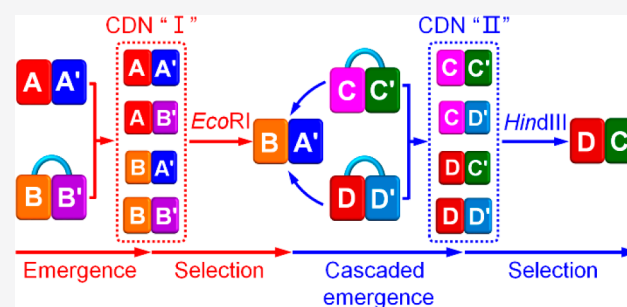 CDN "I"
CDN "II"
A A'
B B'
A A'
A B'
B A'
B B'
EcoRI
B A'
C C'
D D'
C C'
C D'
D C'
D D'
HindIII
D C
Emergence
Selection
Cascaded
emergence
Selection